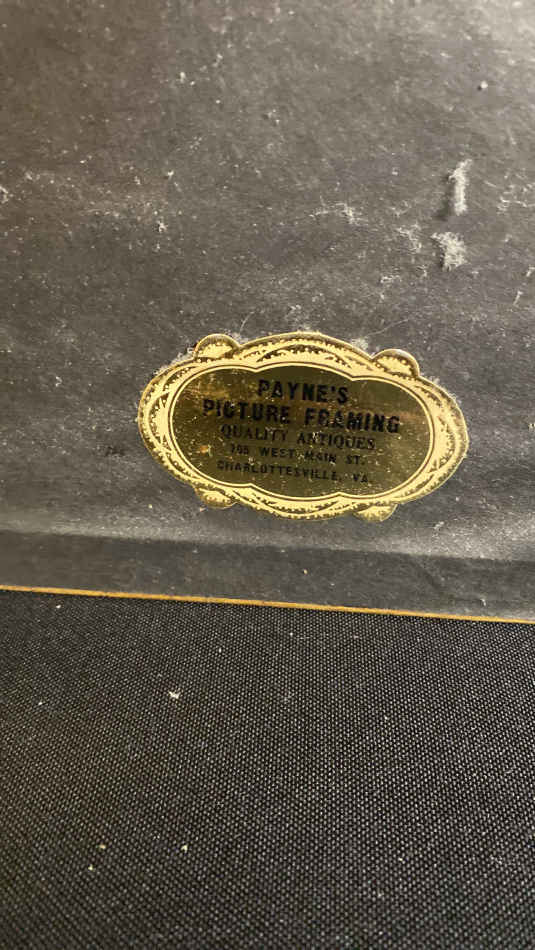 PAYNE'S
PICTURE FRAMING
QUALITY ANTIQUES
WEST MAIN ST.
CHARLOTTESVILLE, VA.